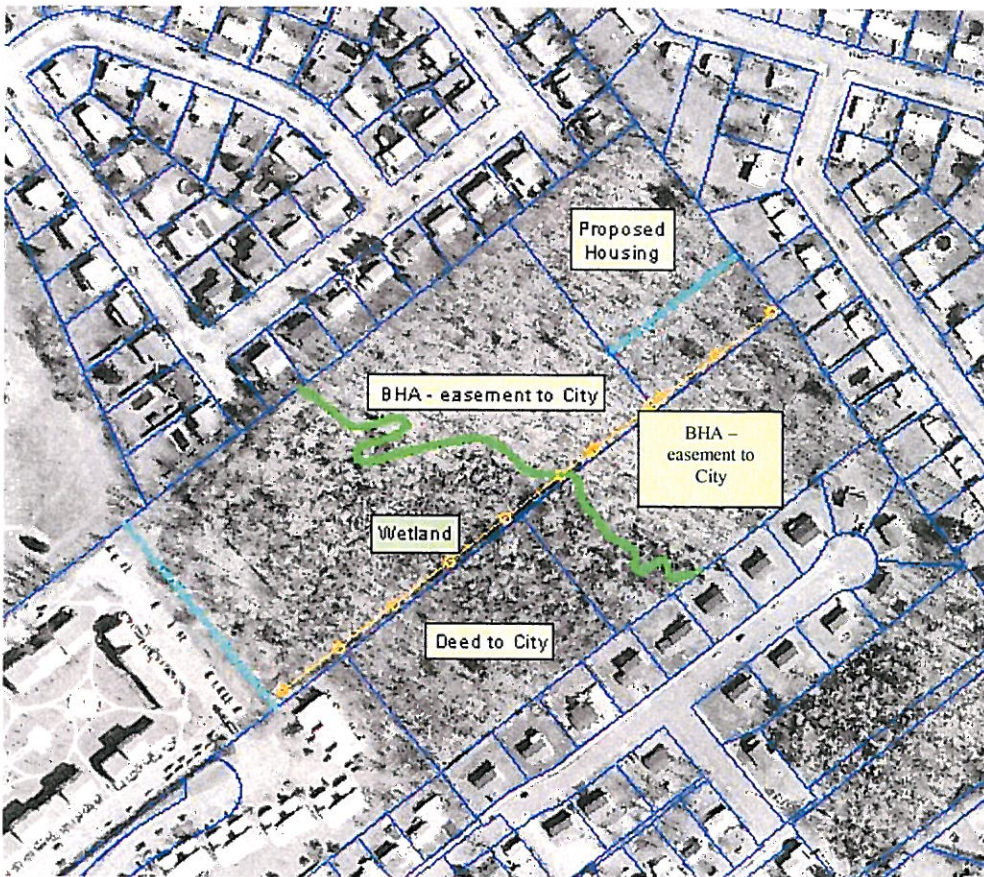 Proposed
Housing
BHA - easement to City
BHA –
easement to
City
Wetland
Deed to City